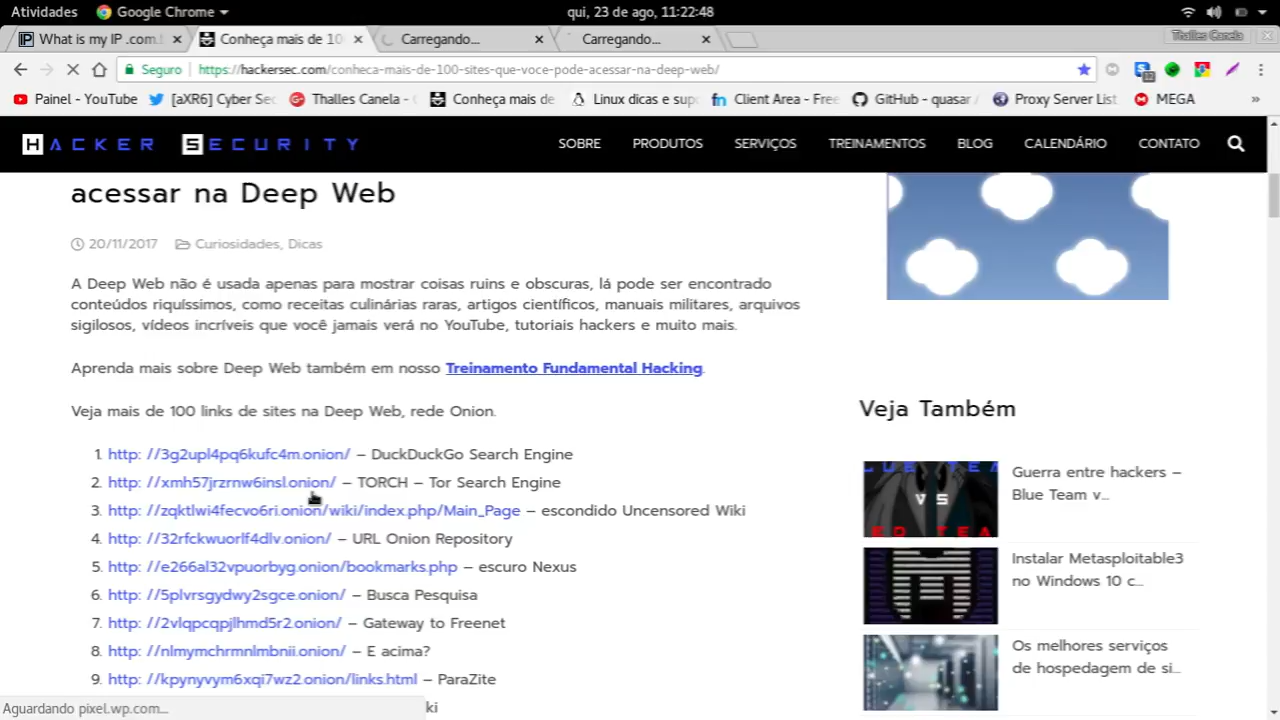 Atividades Google Chrome qui, 23 de ago, 11:22:48
What is my IP .com Conheça mais de 10 Carregando... Carregando... Thalles Canela
Seguro https://hackersec.com/conheca-mais-de-100-sites-que-voce-pode-acessar-na-deep-web/ 12
Painel - YouTube [aXR6] Cyber Sec Thalles Canela - Conheça mais de Linux dicas e sup Client Area - Free GitHub - quasar Proxy Server List MEGA »
HACKER SECURITY SOBRE PRODUTOS SERVIÇOS TREINAMENTOS BLOG CALENDÁRIO CONTATO
acessar na Deep Web
20/11/2017 Curiosidades, Dicas
A Deep Web não é usada apenas para mostrar coisas ruins e obscuras, lá pode ser encontrado
conteúdos riquíssimos, como receitas culinárias raras, artigos científicos, manuais militares, arquivos
sigilosos, vídeos incríveis que você jamais verá no YouTube, tutoriais hackers e muito mais.
Aprenda mais sobre Deep Web também em nosso Treinamento Fundamental Hacking.
Veja mais de 100 links de sites na Deep Web, rede Onion.
1. http: //3g2upl4pq6kufc4m.onion/ – DuckDuckGo Search Engine
2. http: //xmh57jrzrnw6insl.onion/ – TORCH – Tor Search Engine
3. http: //zqktlwi4fecvo6ri.onion/wiki/index.php/Main_Page – escondido Uncensored Wiki
4. http: //32rfckwuorlf4dlv.onion/ – URL Onion Repository
5. http: //e266al32vpuorbyg.onion/bookmarks.php – escuro Nexus
6. http: //5plvrsgydwy2sgce.onion/ – Busca Pesquisa
7. http: //2vlqpcqpjlhmd5r2.onion/ – Gateway to Freenet
8. http: //nlmymchrmnlmbnii.onion/ – E acima?
9. http: //kpynyvym6xqi7wz2.onion/links.html – ParaZite
ki
Aguardando pixel.wp.com...
Veja Também
BLUE TEAM
VS
RED TEAM
Guerra entre hackers –
Blue Team v...
Instalar Metasploitable3
no Windows 10 c...
Os melhores serviços
de hospedagem de si...